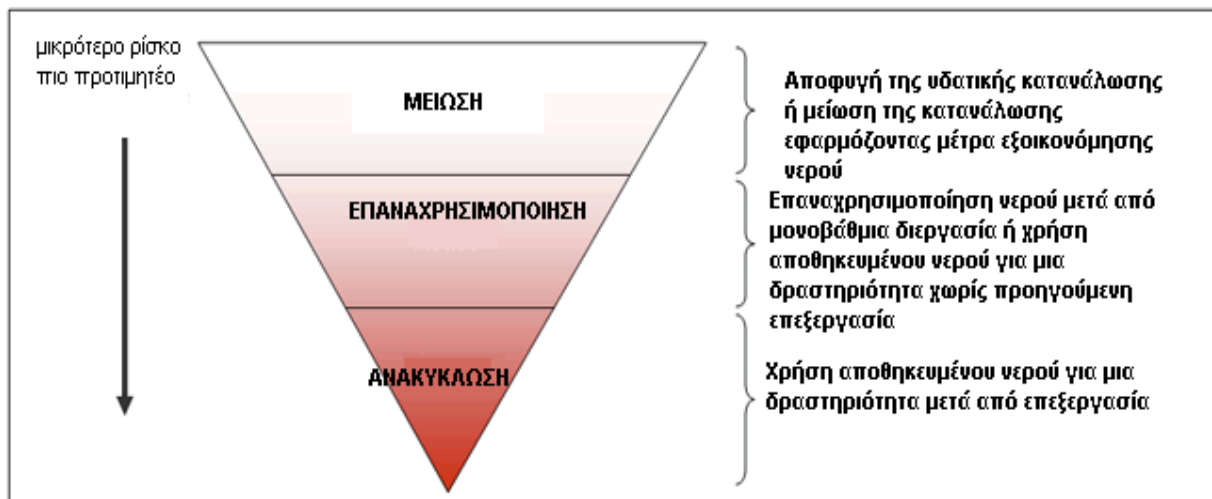 μικρότερο ρίσκο
πιο προτιμητέο
ΜΕΙΩΣΗ
Αποφυγή της υδατικής κατανάλωσης
ή μείωση της κατανάλωσης
εφαρμόζοντας μέτρα εξοικονόμησης
νερού
ΕΠΑΝΑΧΡΗΣΙΜΟΠΟΙΗΣΗ
Επαναχρησιμοποίηση νερού μετά από
μονοβάθμια διεργασία ή χρήση
αποθηκευμένου νερού για μια
δραστηριότητα χωρίς προηγούμενη
επεξεργασία
ΑΝΑΚΥΚΛΩΣΗ
Χρήση αποθηκευμένου νερού για μια
δραστηριότητα μετά από επεξεργασία